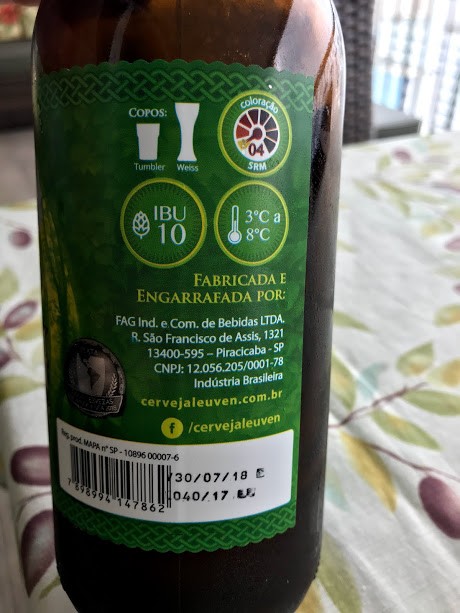 COPOS:
Tumbler
Weiss
coloração
04
SRM
IBU
10
3°C a
8°C
FABRICADA E
ENGARRAFADA POR:
FAG Ind. e Com. de Bebidas LTDA.
R. São Francisco de Assis, 1321
13400-595 – Piracicaba - SP
CNPJ: 12.056.205/0001-78
Indústria Brasileira
cervejaleuven.com.br
f /cervejaleuven
Reg. prod. MAPA n° SP - 10896 00007-6
/30/07/18
040/17
7 898994 147862